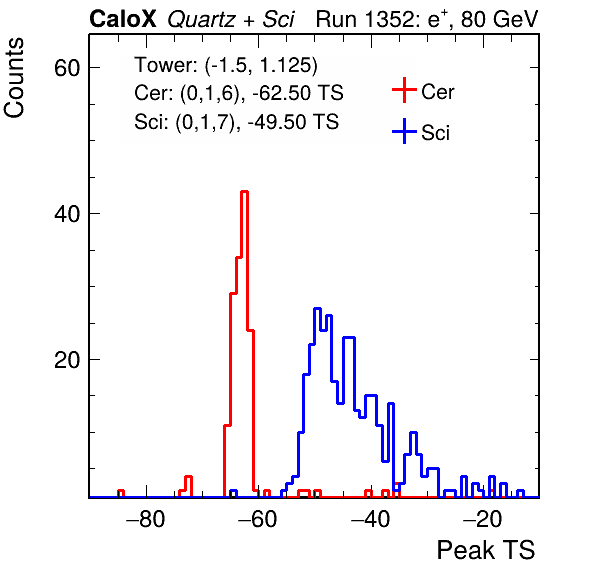 CaloX Quartz + Sci Run 1352: e⁺, 80 GeV
Tower: (-1.5, 1.125)
Cer: (0,1,6), -62.50 TS
Sci: (0,1,7), -49.50 TS
Cer
Sci
Counts
60
40
20
−80 −60 −40 −20
Peak TS